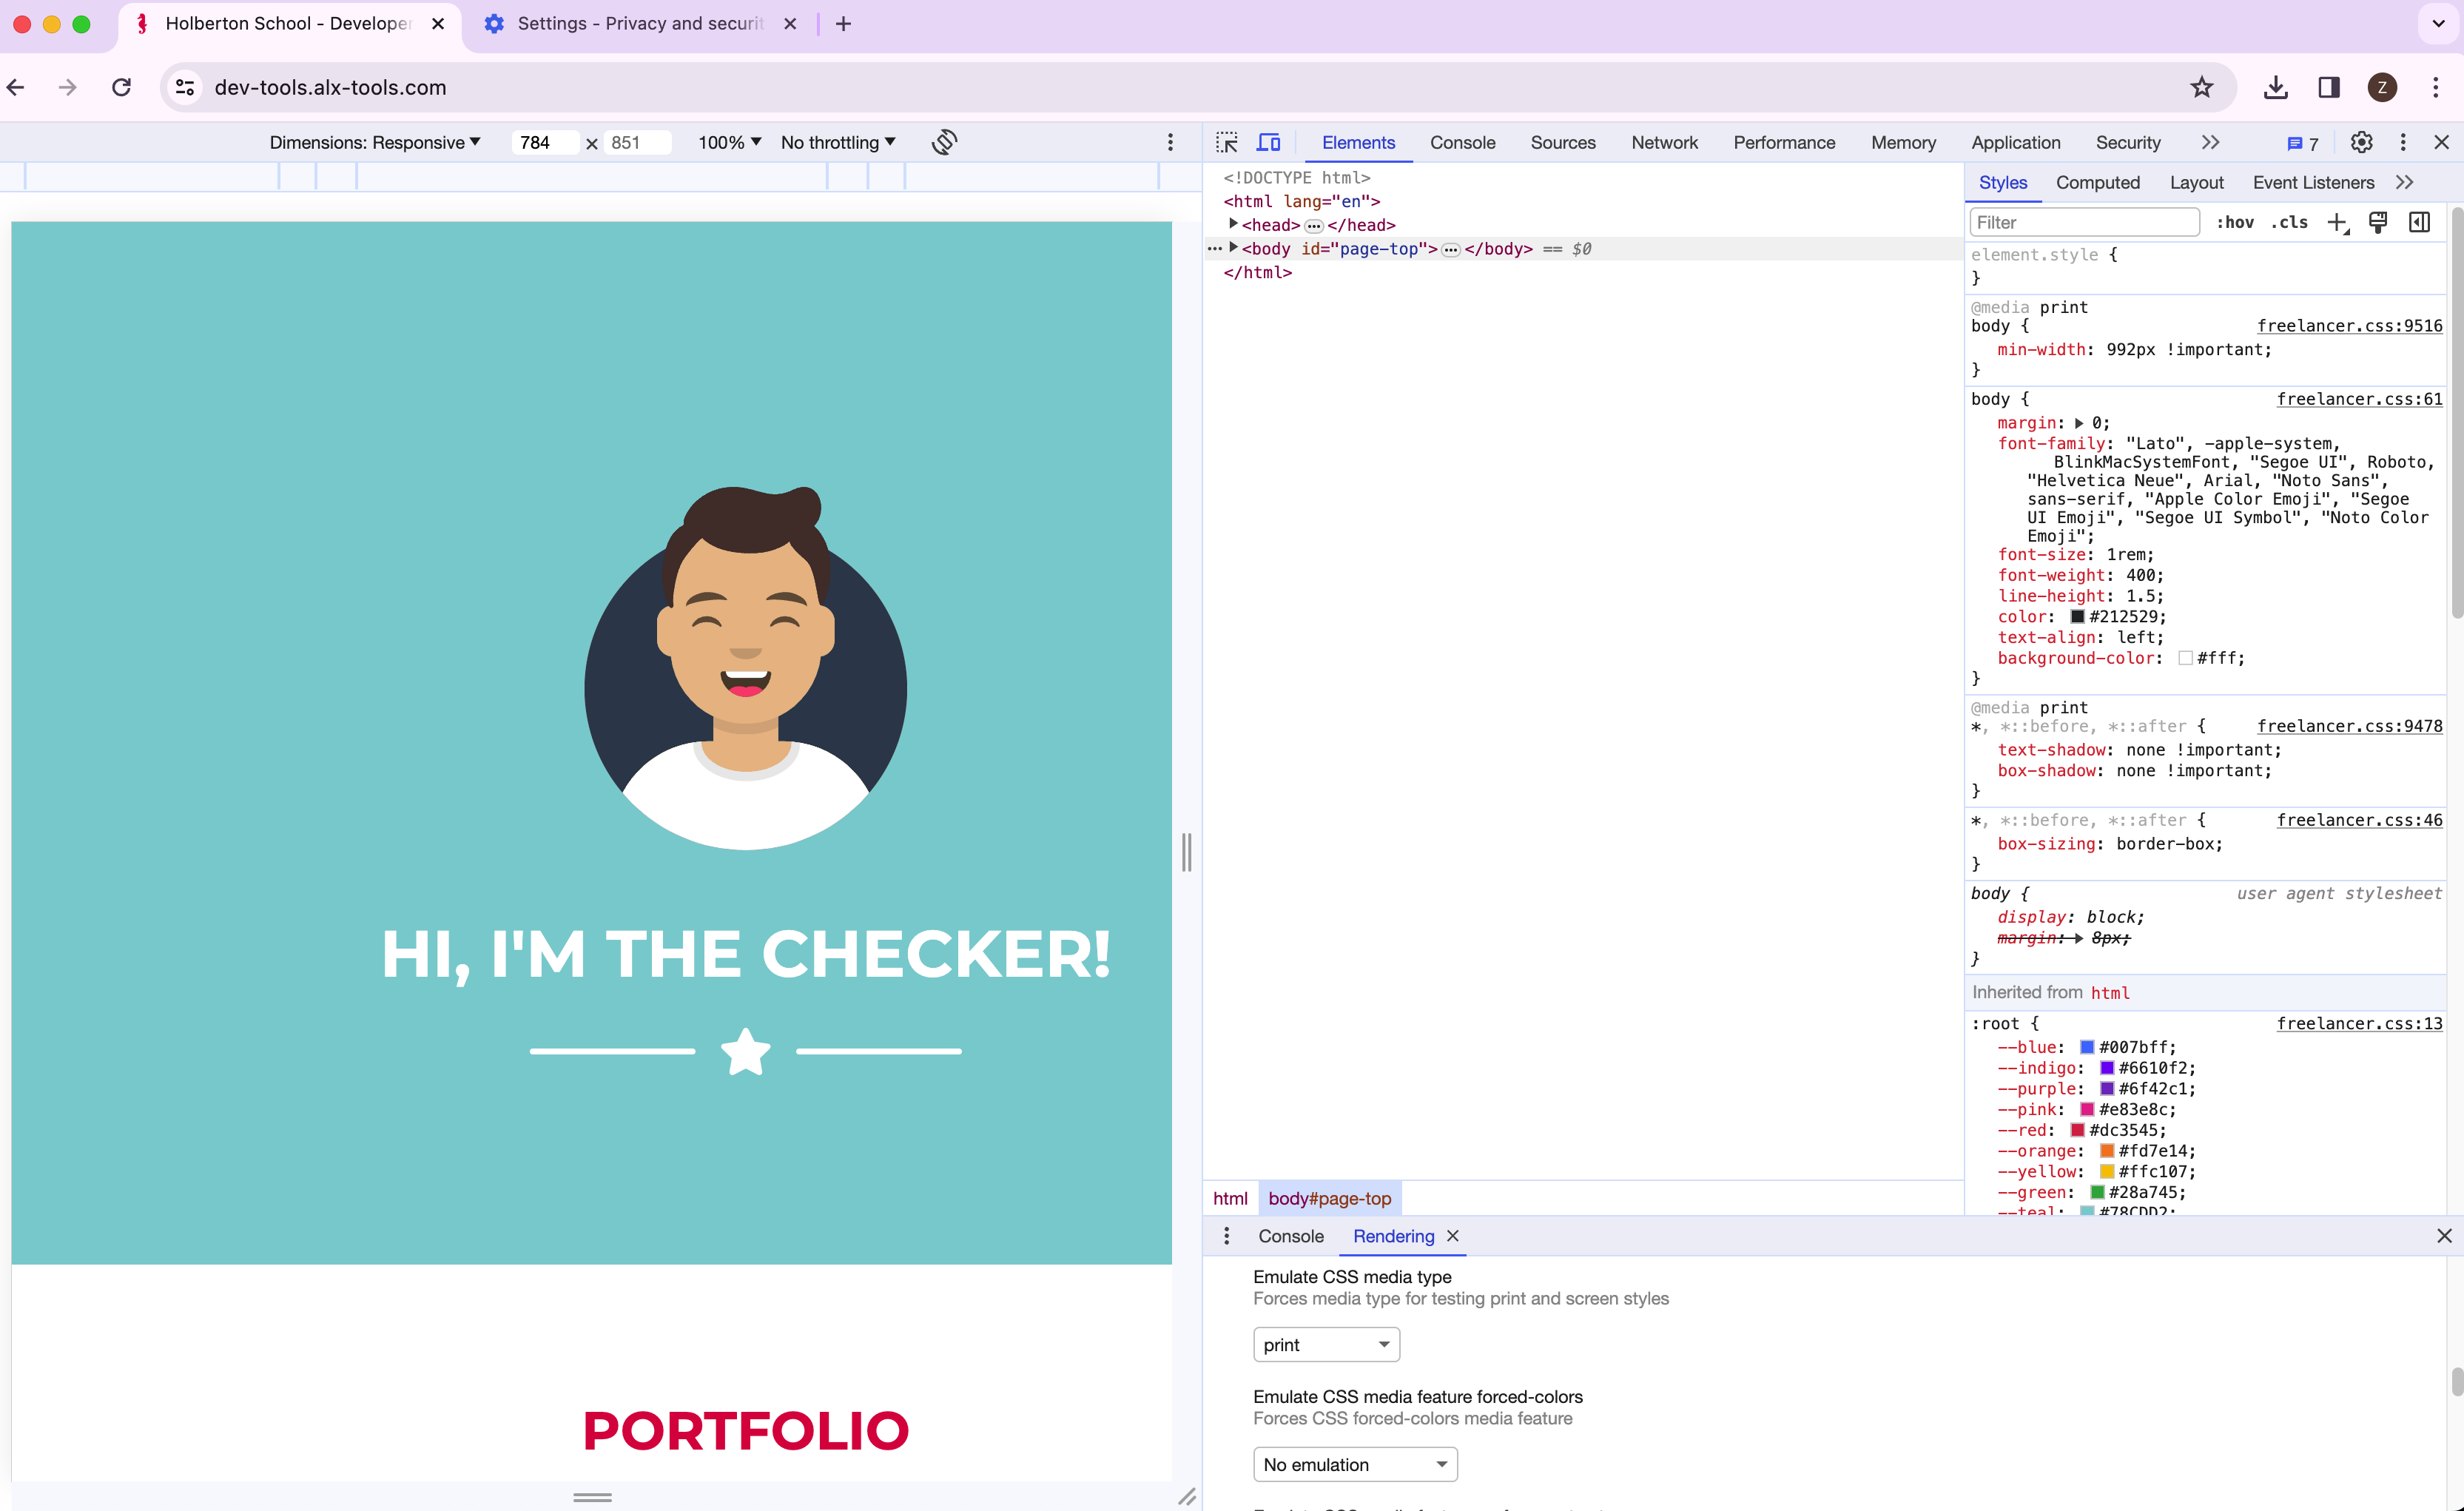 Holberton School - Developer
Settings - Privacy and securit
dev-tools.alx-tools.com
Z
Dimensions: Responsive
784 × 851
100%
No throttling
Elements
Console
Sources
Network
Performance
Memory
Application
Security
7
HI, I'M THE CHECKER!
PORTFOLIO
<!DOCTYPE html>
<html lang="en">
<head>…</head>
<body id="page-top">…</body> == $0
</html>
html
body#page-top
Styles
Computed
Layout
Event Listeners
Filter
:hov
.cls
element.style {
}
@media print
body {
freelancer.css:9516
min-width: 992px !important;
}
body {
freelancer.css:61
margin: 0;
font-family: "Lato", -apple-system,
BlinkMacSystemFont, "Segoe UI", Roboto,
"Helvetica Neue", Arial, "Noto Sans",
sans-serif, "Apple Color Emoji", "Segoe
UI Emoji", "Segoe UI Symbol", "Noto Color
Emoji";
font-size: 1rem;
font-weight: 400;
line-height: 1.5;
color: #212529;
text-align: left;
background-color: #fff;
}
@media print
*, *::before, *::after {
freelancer.css:9478
text-shadow: none !important;
box-shadow: none !important;
}
*, *::before, *::after {
freelancer.css:46
box-sizing: border-box;
}
body {
user agent stylesheet
display: block;
margin: 8px;
}
Inherited from html
:root {
freelancer.css:13
--blue: #007bff;
--indigo: #6610f2;
--purple: #6f42c1;
--pink: #e83e8c;
--red: #dc3545;
--orange: #fd7e14;
--yellow: #ffc107;
--green: #28a745;
--teal: #78CDD2;
Console
Rendering
Emulate CSS media type
Forces media type for testing print and screen styles
print
Emulate CSS media feature forced-colors
Forces CSS forced-colors media feature
No emulation